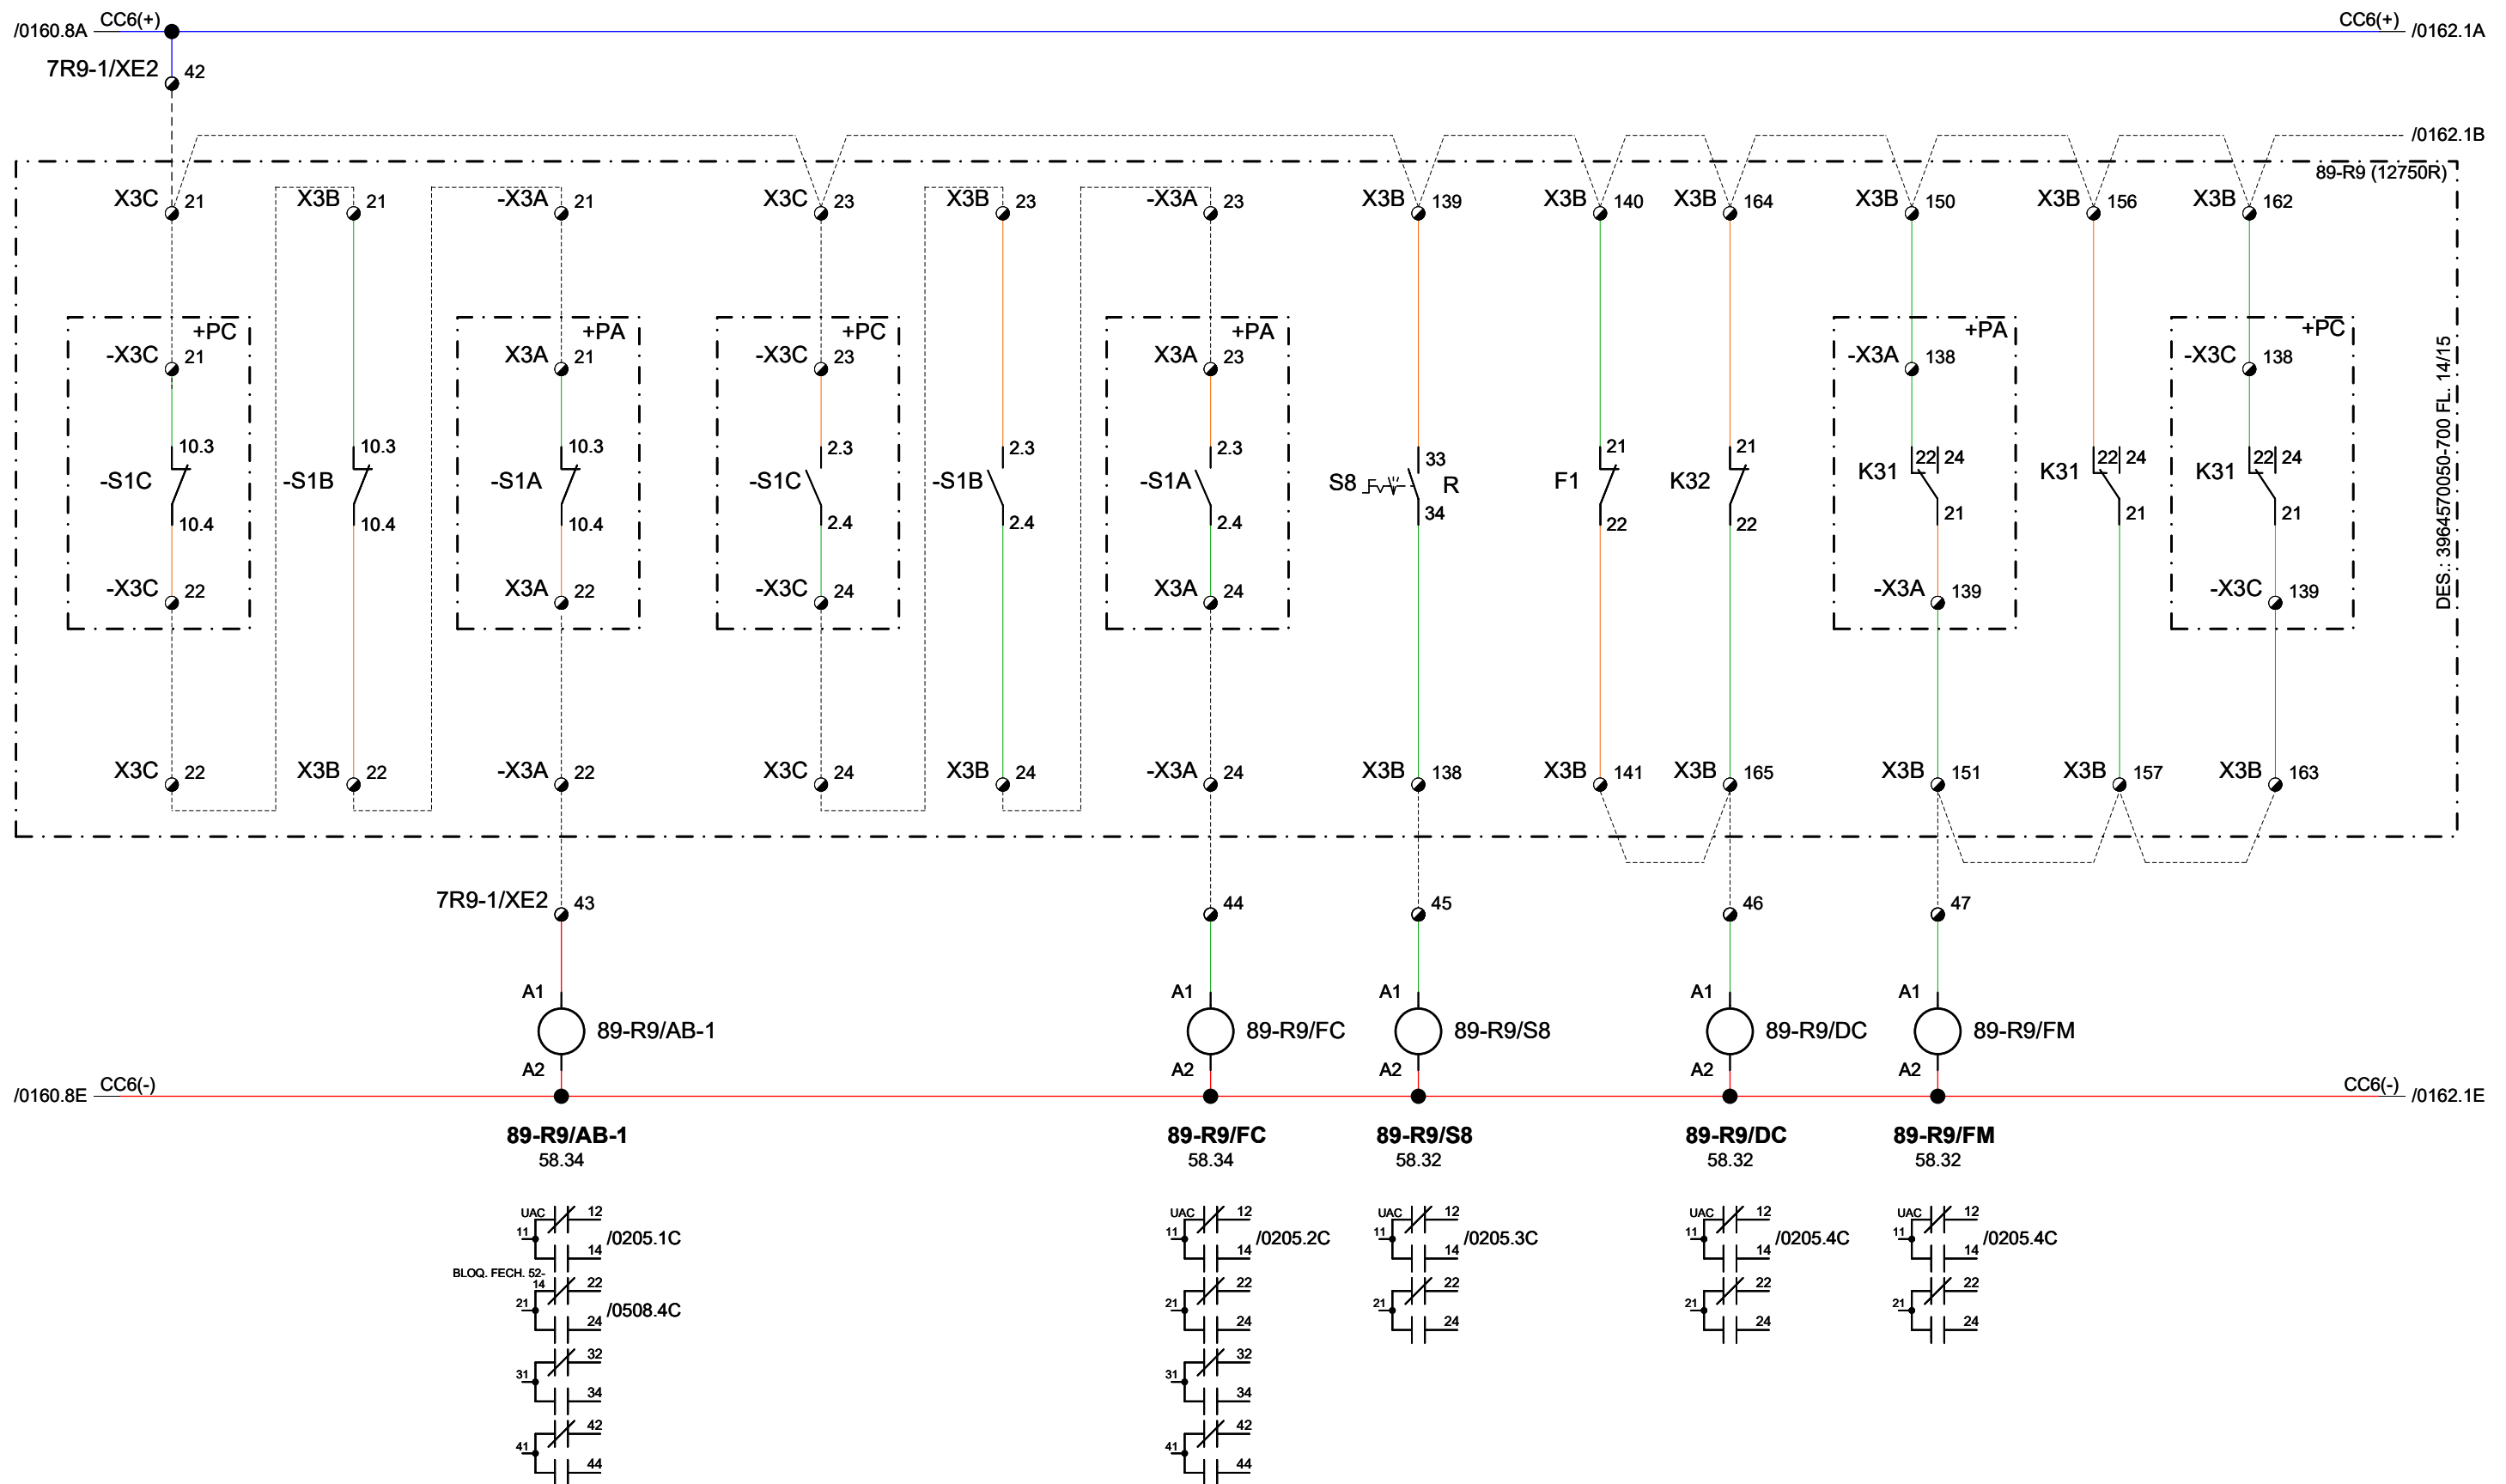 CC6(+) CC6(+)
/0160.8A /0162.1A
7R9-1/XE2 42
/0162.1B
89-R9 (12750R)
X3C 21 X3B 21 -X3A 21 X3C 23 X3B 23 -X3A 23 X3B 139 X3B 140 X3B 164 X3B 150 X3B 156 X3B 162
+PC +PA +PC +PA +PA +PC
-X3C 21 X3A 21 -X3C 23 X3A 23 -X3A 138 -X3C 138
10.3 10.3 10.3 2.3 2.3 2.3 33 21 21 22 24 22 24 22 24
-S1C -S1B -S1A -S1C -S1B -S1A S8 R F1 K32 K31 K31 K31
10.4 10.4 10.4 2.4 2.4 2.4 34 22 22 21 21 21
-X3C 22 X3A 22 -X3C 24 X3A 24 -X3A 139 -X3C 139
DES.: 3964570050-700 FL. 14/15
X3C 22 X3B 22 -X3A 22 X3C 24 X3B 24 -X3A 24 X3B 138 X3B 141 X3B 165 X3B 151 X3B 157 X3B 163
7R9-1/XE2 43 44 45 46 47
A1 A1 A1 A1 A1
89-R9/AB-1 89-R9/FC 89-R9/S8 89-R9/DC 89-R9/FM
A2 A2 A2 A2 A2
CC6(-) CC6(-)
/0160.8E /0162.1E
89-R9/AB-1 89-R9/FC 89-R9/S8 89-R9/DC 89-R9/FM
58.34 58.34 58.32 58.32 58.32
UAC 12 UAC 12 UAC 12 UAC 12 UAC 12
11 /0205.1C 11 /0205.2C 11 /0205.3C 11 /0205.4C 11 /0205.4C
14 14 14 14 14
BLOQ. FECH. 52-
14 22 22 22 22 22
21 /0508.4C 21 21 21 21
24 24 24 24 24
32 32
31 31
34 34
42 42
41 41
44 44